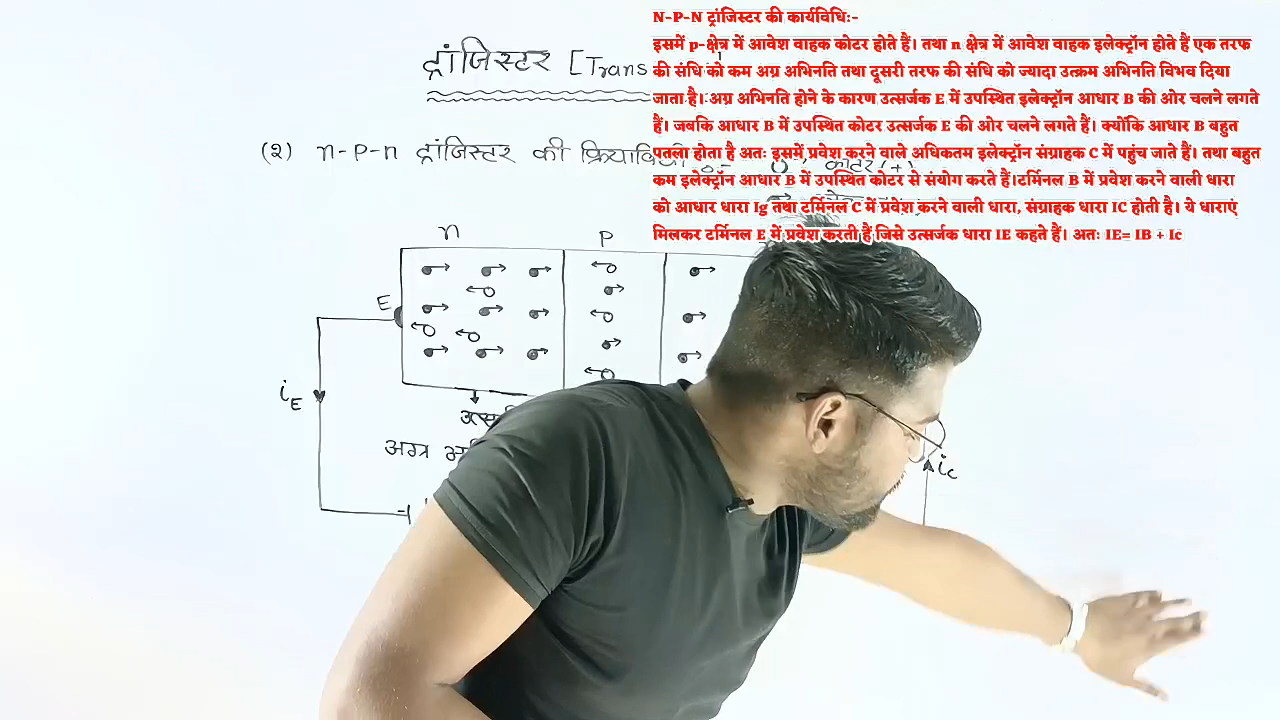 N-P-N ट्रांजिस्टर की कार्यविधिः-
इसमें p-क्षेत्र में आवेश वाहक कोटर होते हैं। तथा n क्षेत्र में आवेश वाहक इलेक्ट्रॉन होते हैं एक तरफ
की संधि को कम अग्र अभिनति तथा दूसरी तरफ की संधि को ज्यादा उत्क्रम अभिनति विभव दिया
जाता है। अग्र अभिनति होने के कारण उत्सर्जक E में उपस्थित इलेक्ट्रॉन आधार B की ओर चलने लगते
हैं। जबकि आधार B में उपस्थित कोटर उत्सर्जक E की ओर चलने लगते हैं। क्योंकि आधार B बहुत
पतला होता है अतः इसमें प्रवेश करने वाले अधिकतम इलेक्ट्रॉन संग्राहक C में पहुंच जाते हैं। तथा बहुत
कम इलेक्ट्रॉन आधार B में उपस्थित कोटर से संयोग करते हैं।टर्मिनल B में प्रवेश करने वाली धारा
को आधार धारा Ig तथा टर्मिनल C में प्रवेश करने वाली धारा, संग्राहक धारा IC होती है। ये धाराएं
मिलकर टर्मिनल E में प्रवेश करती हैं जिसे उत्सर्जक धारा IE कहते हैं। अतः IE= IB + Ic
ट्रांजिस्टर [Trans
(२) n-p-n ट्रांजिस्टर की
कोटर (+)
n P
E
iE
अग्र
ic